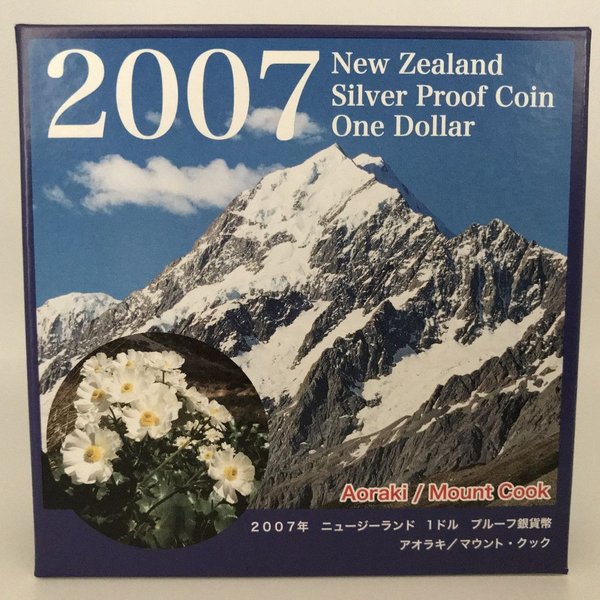 2007
New Zealand
Silver Proof Coin
One Dollar
Aoraki / Mount Cook
2007年 ニュージーランド 1ドル プルーフ銀貨幣
アオラキ／マウント・クック